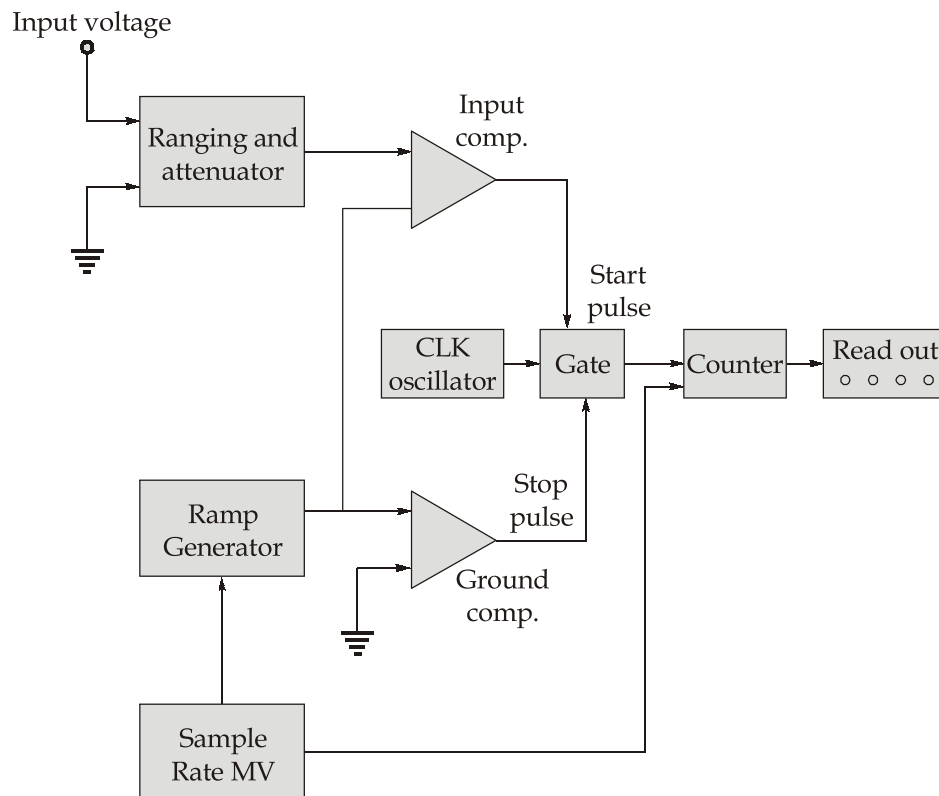 Input voltage
Ranging and
attenuator
Input
comp.
Start
pulse
CLK
oscillator
Gate
Counter
Read out
Ramp
Generator
Stop
pulse
Ground
comp.
Sample
Rate MV